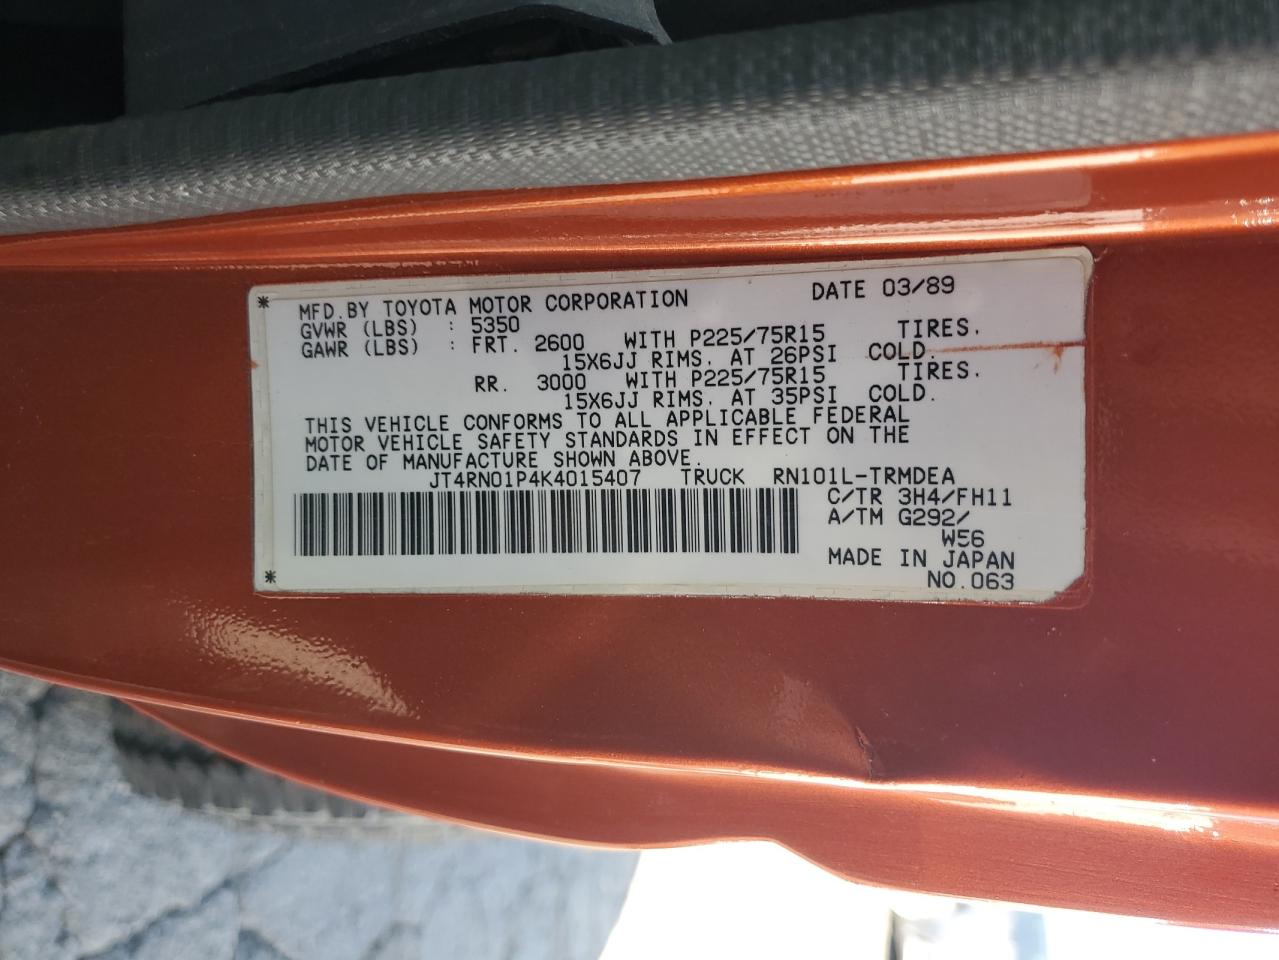 * MFD.BY TOYOTA MOTOR CORPORATION DATE 03/89
GVWR (LBS) : 5350
GAWR (LBS) : FRT. 2600 WITH P225/75R15 TIRES.
15X6JJ RIMS. AT 26PSI COLD.
RR. 3000 WITH P225/75R15 TIRES.
15X6JJ RIMS. AT 35PSI COLD.
THIS VEHICLE CONFORMS TO ALL APPLICABLE FEDERAL
MOTOR VEHICLE SAFETY STANDARDS IN EFFECT ON THE
DATE OF MANUFACTURE SHOWN ABOVE.
JT4RN01P4K4015407 TRUCK RN101L-TRMDEA
C/TR 3H4/FH11
A/TM G292/
W56
MADE IN JAPAN
* NO.063